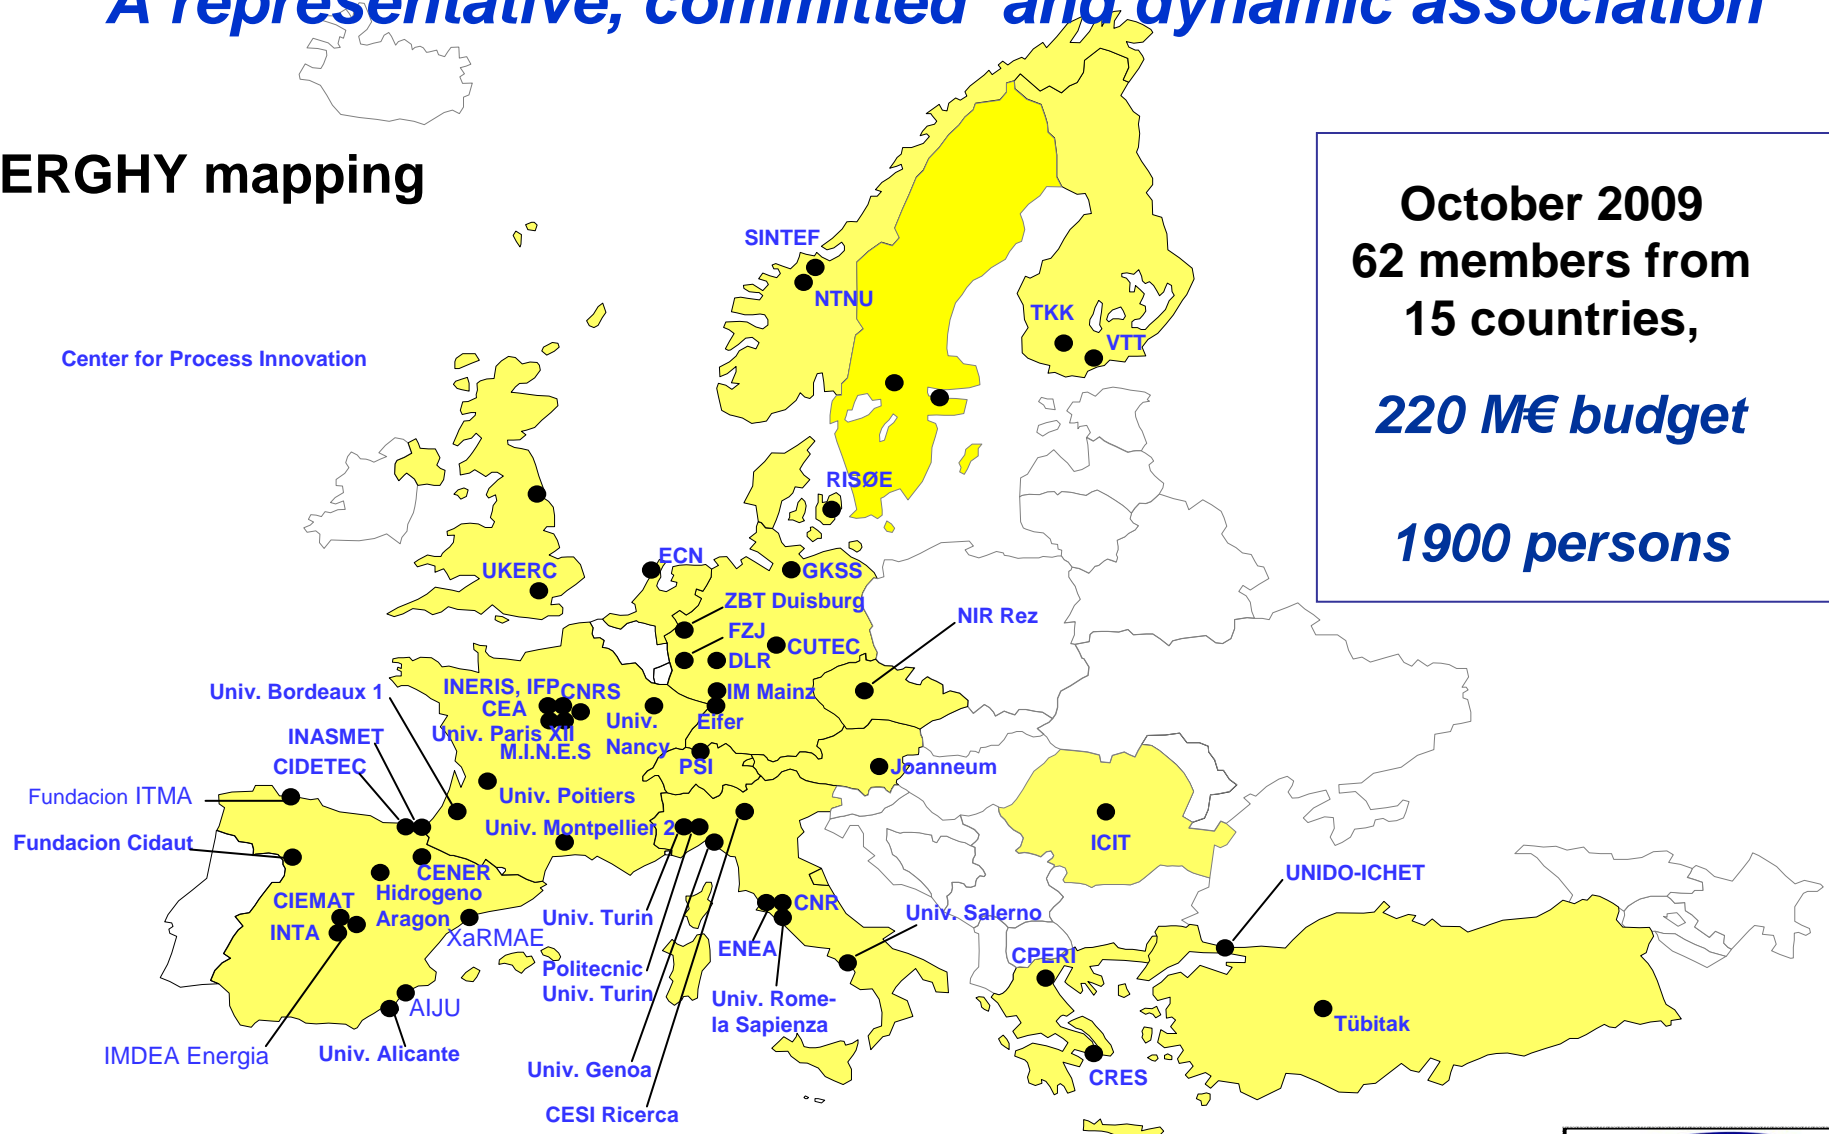 A representative, committed and dynamic association
ERGHY mapping
October 2009
62 members from
15 countries,
220 M€ budget
1900 persons
SINTEF
NTNU
TKK
VTT
Center for Process Innovation
RISØE
ECN
UKERC
GKSS
ZBT Duisburg
NIR Rez
FZJ
CUTEC
DLR
Univ. Bordeaux 1
INERIS, IFP
CNRS
IM Mainz
CEA
Univ.
Nancy
Eifer
INASMET
Univ. Paris XII
M.I.N.E.S
CIDETEC
PSI
Joanneum
Fundacion ITMA
Univ. Poitiers
Univ. Montpellier 2
Fundacion Cidaut
ICIT
CENER
UNIDO-ICHET
Hidrogeno
Aragon
CIEMAT
INTA
XaRMAE
Univ. Turin
CNR
Univ. Salerno
ENEA
CPERI
Politecnic
Univ. Turin
Univ. Rome-
la Sapienza
AIJU
Tübitak
IMDEA Energia
Univ. Alicante
Univ. Genoa
CRES
CESI Ricerca